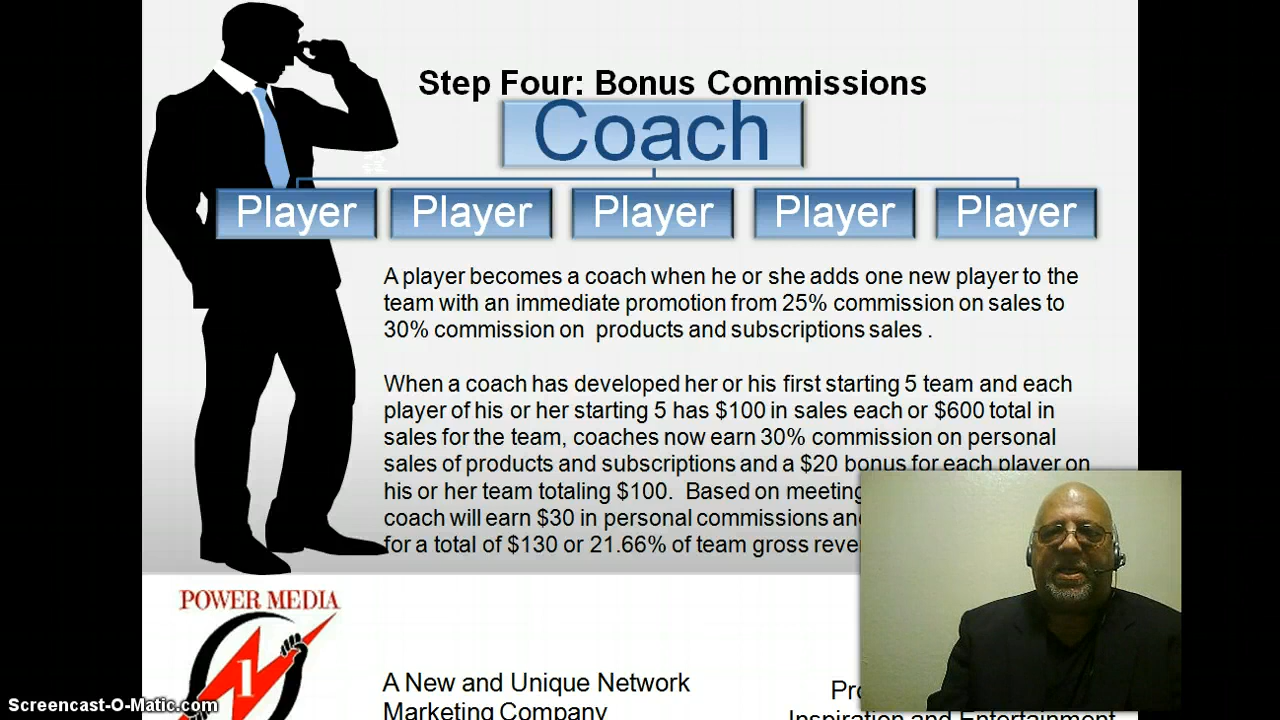 Step Four: Bonus Commissions
Coach
Player Player Player Player Player
A player becomes a coach when he or she adds one new player to the
team with an immediate promotion from 25% commission on sales to
30% commission on products and subscriptions sales .
When a coach has developed her or his first starting 5 team and each
player of his or her starting 5 has $100 in sales each or $600 total in
sales for the team, coaches now earn 30% commission on personal
sales of products and subscriptions and a $20 bonus for each player on
his or her team totaling $100. Based on meeting
coach will earn $30 in personal commissions
for a total of $130 or 21.66% of team gross
POWER MEDIA
1
A New and Unique Network
Marketing Company
Inspiration and Entertainment
Screencast-O-Matic.com